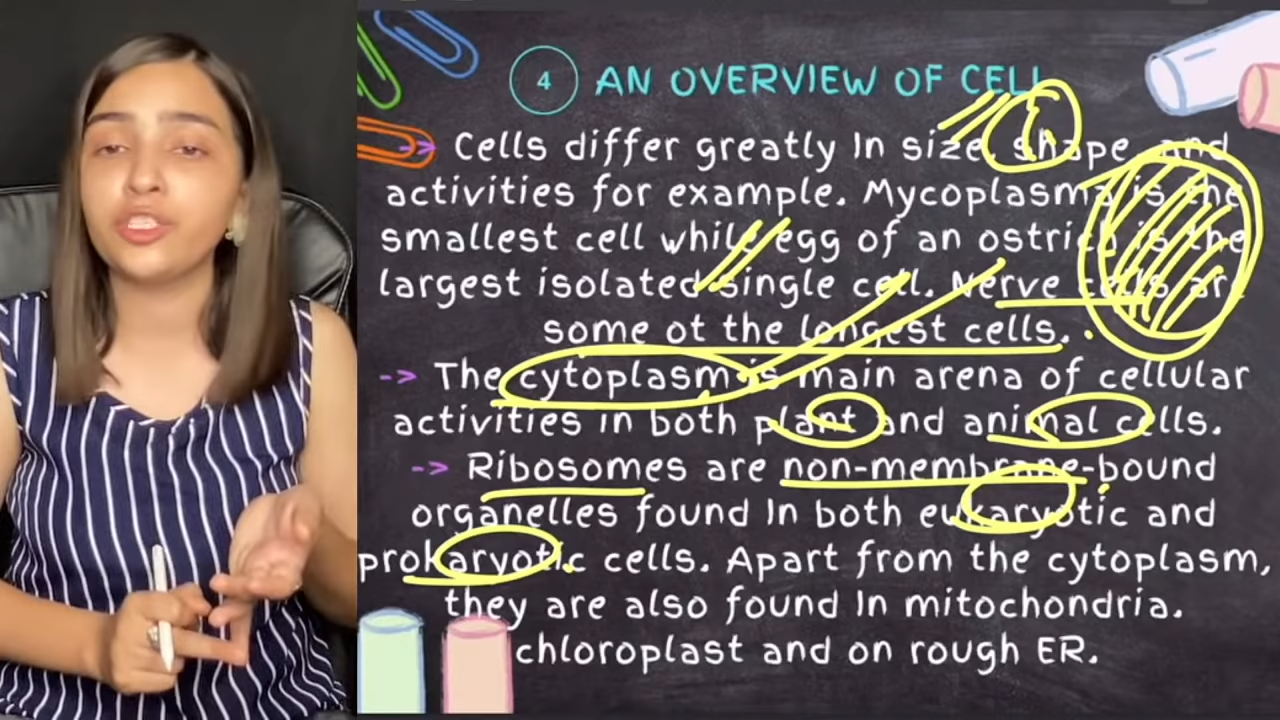 4 AN OVERVIEW OF CELL
-> Cells differ greatly In size, shape and
activities for example. Mycoplasma is the
smallest cell while egg of an ostrich is the
largest isolated single cell. Nerve cells are
some ot the longest cells.
-> The cytoplasm is main arena of cellular
activities in both plant and animal cells.
-> Ribosomes are non-membrane-bound
organelles found In both eukaryotic and
prokaryotic cells. Apart from the cytoplasm,
they are also found In mitochondria.
chloroplast and on rough ER.